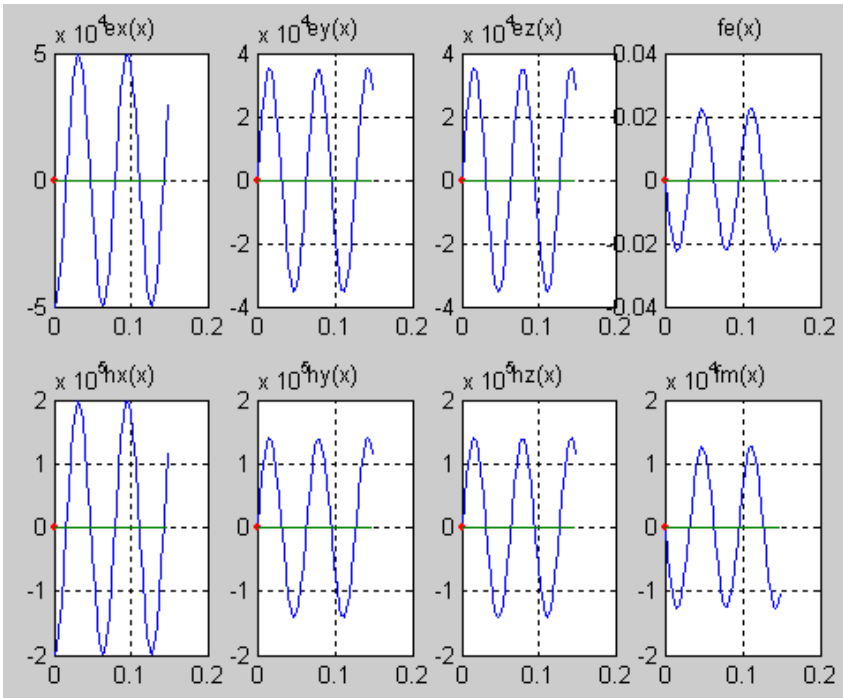 x 10^4 ex(x)
x 10^4 ey(x)
x 10^4 ez(x)
fe(x)
5
0
-5
0 0.1 0.2
4
2
0
-2
-4
0 0.1 0.2
4
2
0
-2
-4
0 0.1 0.2
0.04
0.02
0
-0.02
-0.04
0 0.1 0.2
x 10^5 hx(x)
x 10^5 hy(x)
x 10^5 hz(x)
x 10^4 fm(x)
2
1
0
-1
-2
0 0.1 0.2
2
1
0
-1
-2
0 0.1 0.2
2
1
0
-1
-2
0 0.1 0.2
2
1
0
-1
-2
0 0.1 0.2